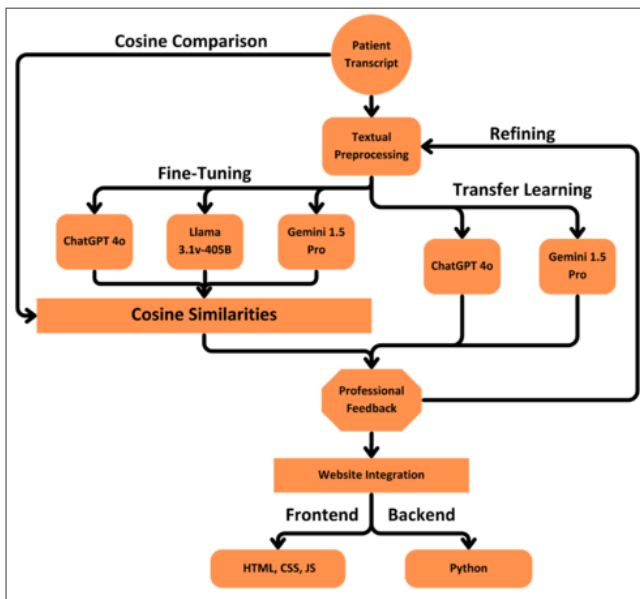 Cosine Comparison
Patient
Transcript
Textual
Preprocessing
Refining
Fine-Tuning
Transfer Learning
ChatGPT 4o
Llama
3.1v-405B
Gemini 1.5
Pro
ChatGPT 4o
Gemini 1.5
Pro
Cosine Similarities
Professional
Feedback
Website Integration
Frontend
Backend
HTML, CSS, JS
Python